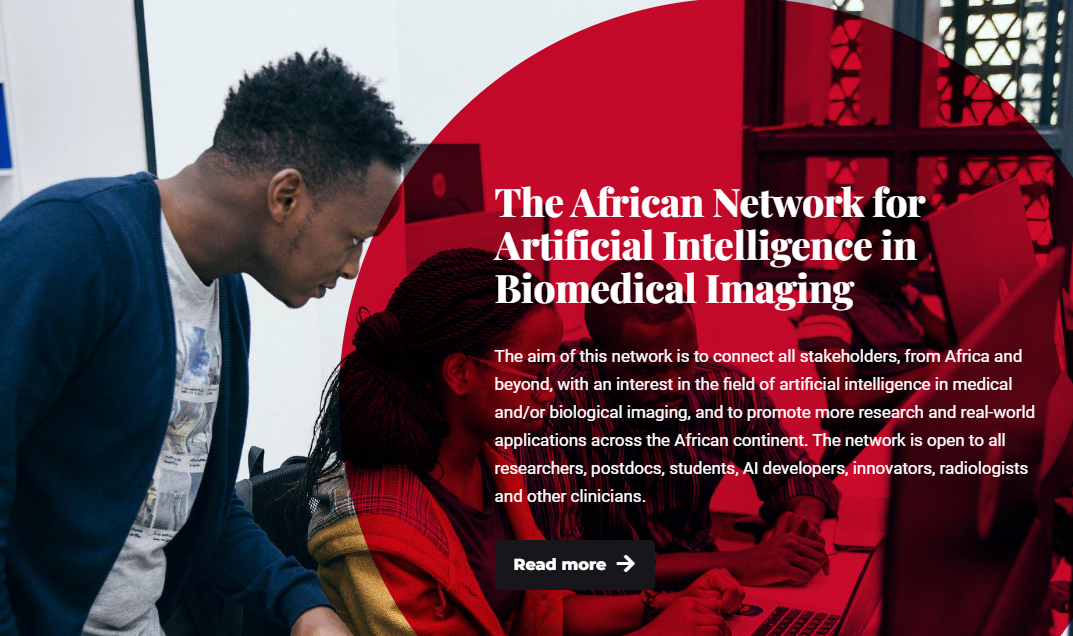 The African Network for
Artificial Intelligence in
Biomedical Imaging
The aim of this network is to connect all stakeholders, from Africa and
beyond, with an interest in the field of artificial intelligence in medical
and/or biological imaging, and to promote more research and real-world
applications across the African continent. The network is open to all
researchers, postdocs, students, AI developers, innovators, radiologists
and other clinicians.
Read more →